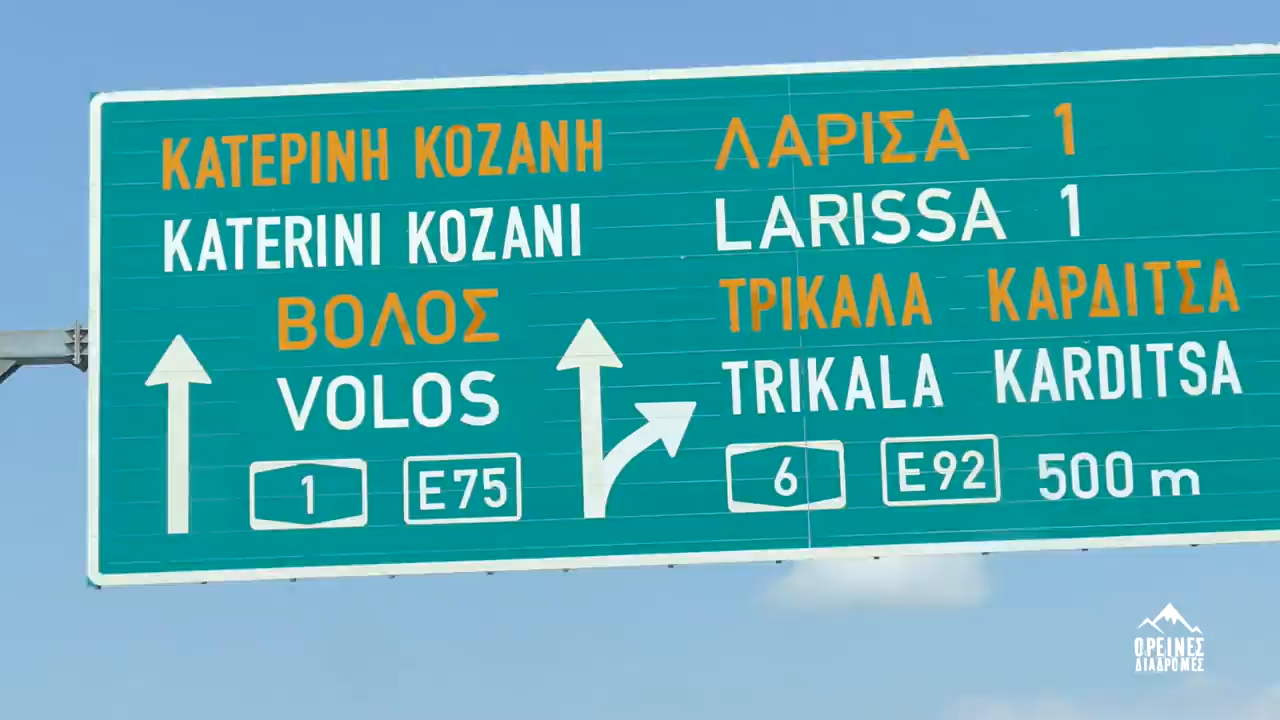 ΚΑΤΕΡΙΝΗ ΚΟΖΑΝΗ
KATERINI KOZANI
ΒΟΛΟΣ
VOLOS
1 E75
ΛΑΡΙΣΑ 1
LARISSA 1
ΤΡΙΚΑΛΑ ΚΑΡΔΙΤΣΑ
TRIKALA KARDITSA
6 E92 500 m
ΟΡΕΙΝΕΣ
ΔΙΑΔΡΟΜΕΣ